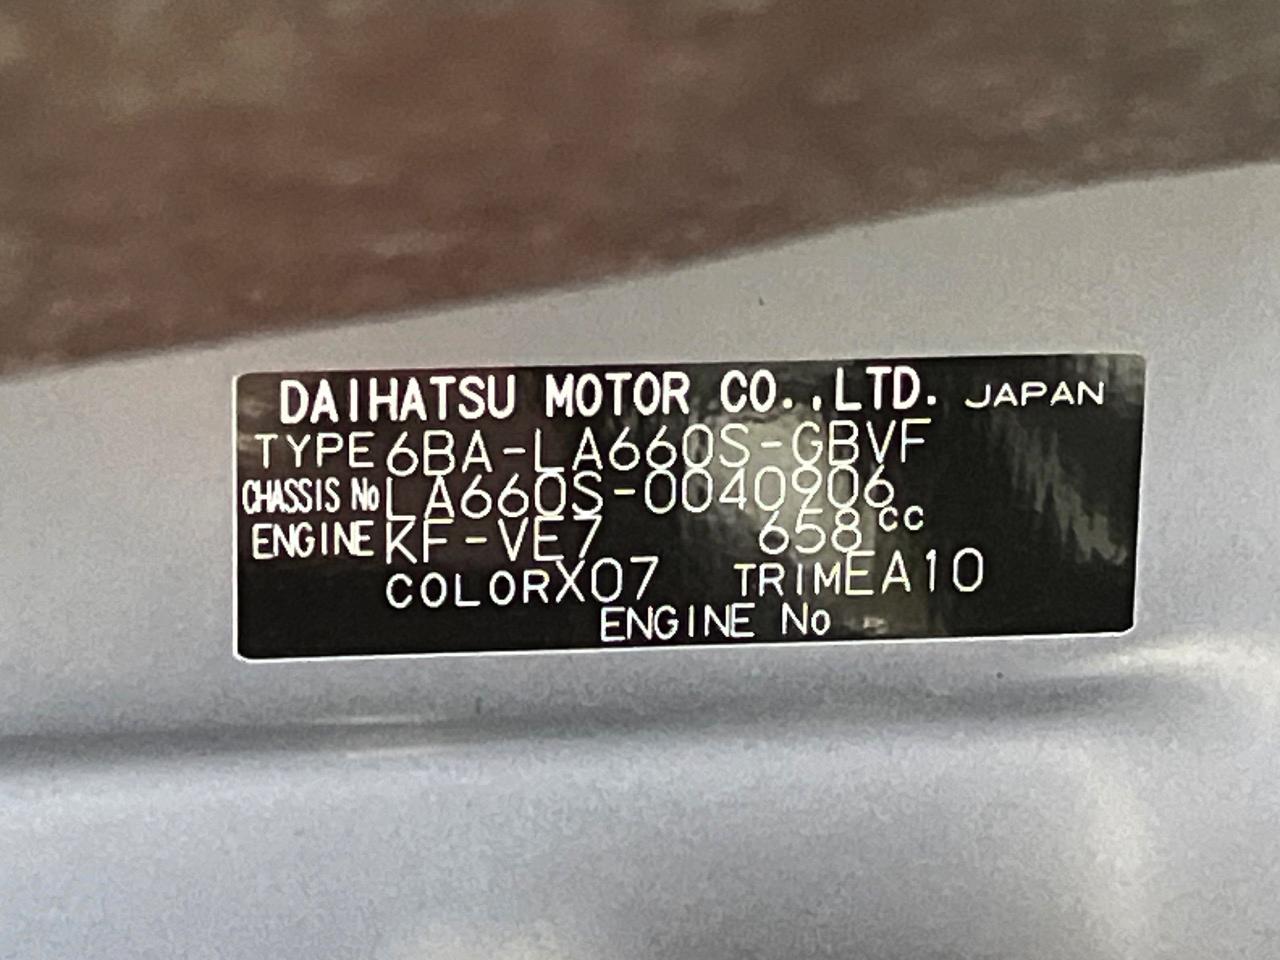 DAIHATSU MOTOR CO.,LTD. JAPAN
TYPE 6BA-LA660S-GBVF
CHASSIS No LA660S-0040906
ENGINE KF-VE7 658cc
COLOR X07 TRIM EA10
ENGINE No